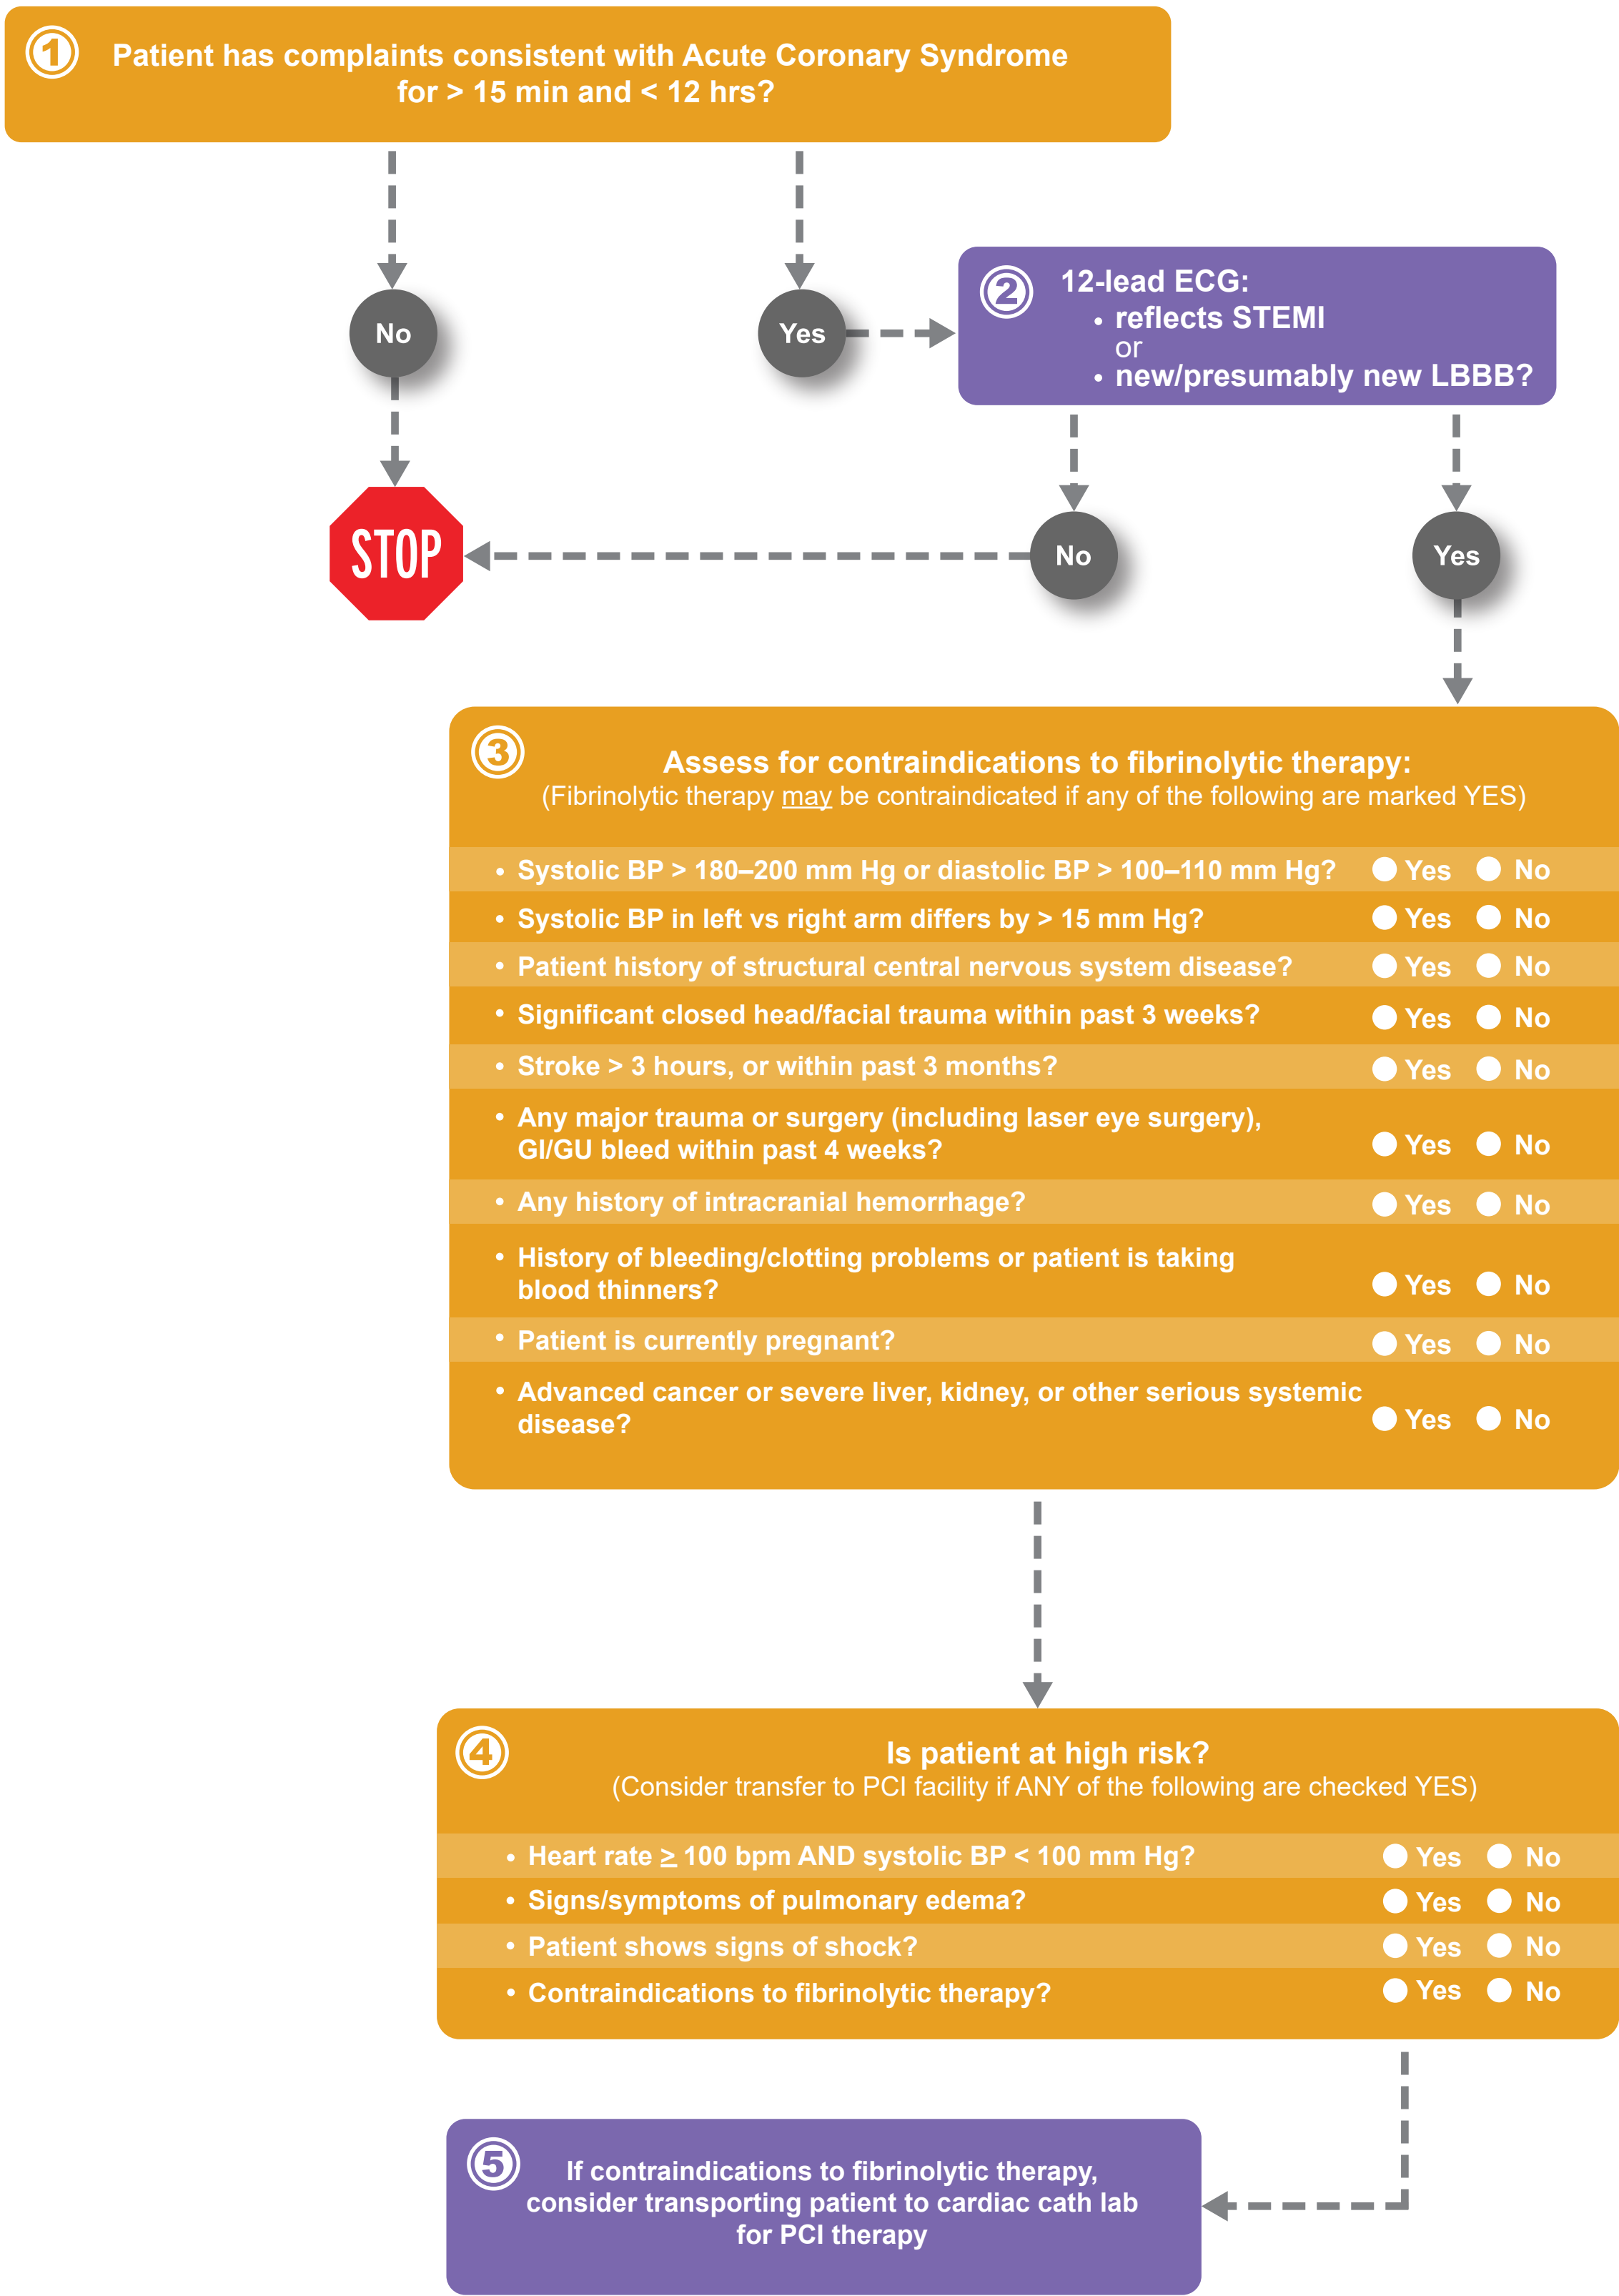 1
Patient has complaints consistent with Acute Coronary Syndrome
for > 15 min and < 12 hrs?
No
Yes
2
12-lead ECG:
• reflects STEMI
or
• new/presumably new LBBB?
STOP
No
Yes
3
Assess for contraindications to fibrinolytic therapy:
(Fibrinolytic therapy may be contraindicated if any of the following are marked YES)
• Systolic BP > 180–200 mm Hg or diastolic BP > 100–110 mm Hg? Yes No
• Systolic BP in left vs right arm differs by > 15 mm Hg? Yes No
• Patient history of structural central nervous system disease? Yes No
• Significant closed head/facial trauma within past 3 weeks? Yes No
• Stroke > 3 hours, or within past 3 months? Yes No
• Any major trauma or surgery (including laser eye surgery),
GI/GU bleed within past 4 weeks? Yes No
• Any history of intracranial hemorrhage? Yes No
• History of bleeding/clotting problems or patient is taking
blood thinners? Yes No
• Patient is currently pregnant? Yes No
• Advanced cancer or severe liver, kidney, or other serious systemic
disease? Yes No
4
Is patient at high risk?
(Consider transfer to PCI facility if ANY of the following are checked YES)
• Heart rate ≥ 100 bpm AND systolic BP < 100 mm Hg? Yes No
• Signs/symptoms of pulmonary edema? Yes No
• Patient shows signs of shock? Yes No
• Contraindications to fibrinolytic therapy? Yes No
5
If contraindications to fibrinolytic therapy,
consider transporting patient to cardiac cath lab
for PCI therapy